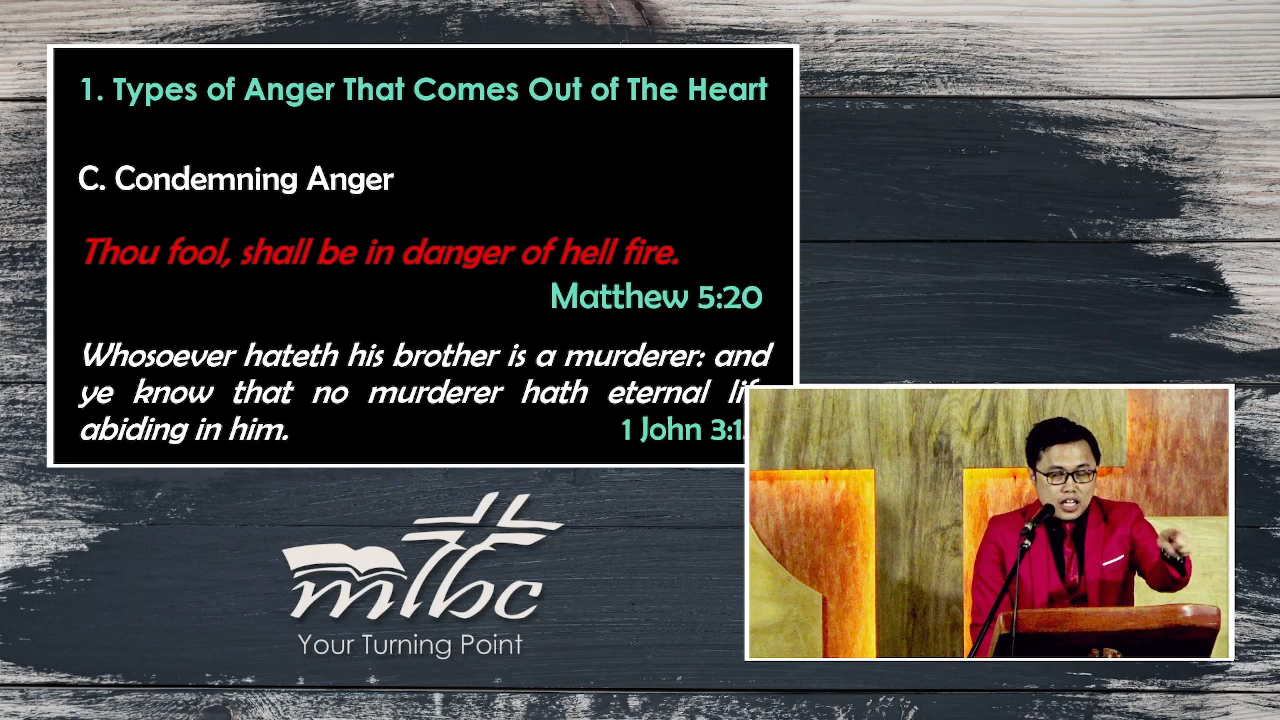 1. Types of Anger That Comes Out of The Heart
C. Condemning Anger
Thou fool, shall be in danger of hell fire.
Matthew 5:20
Whosoever hateth his brother is a murderer: and
ye know that no murderer hath eternal
abiding in him.
1 John
mlbc
Your Turning Point